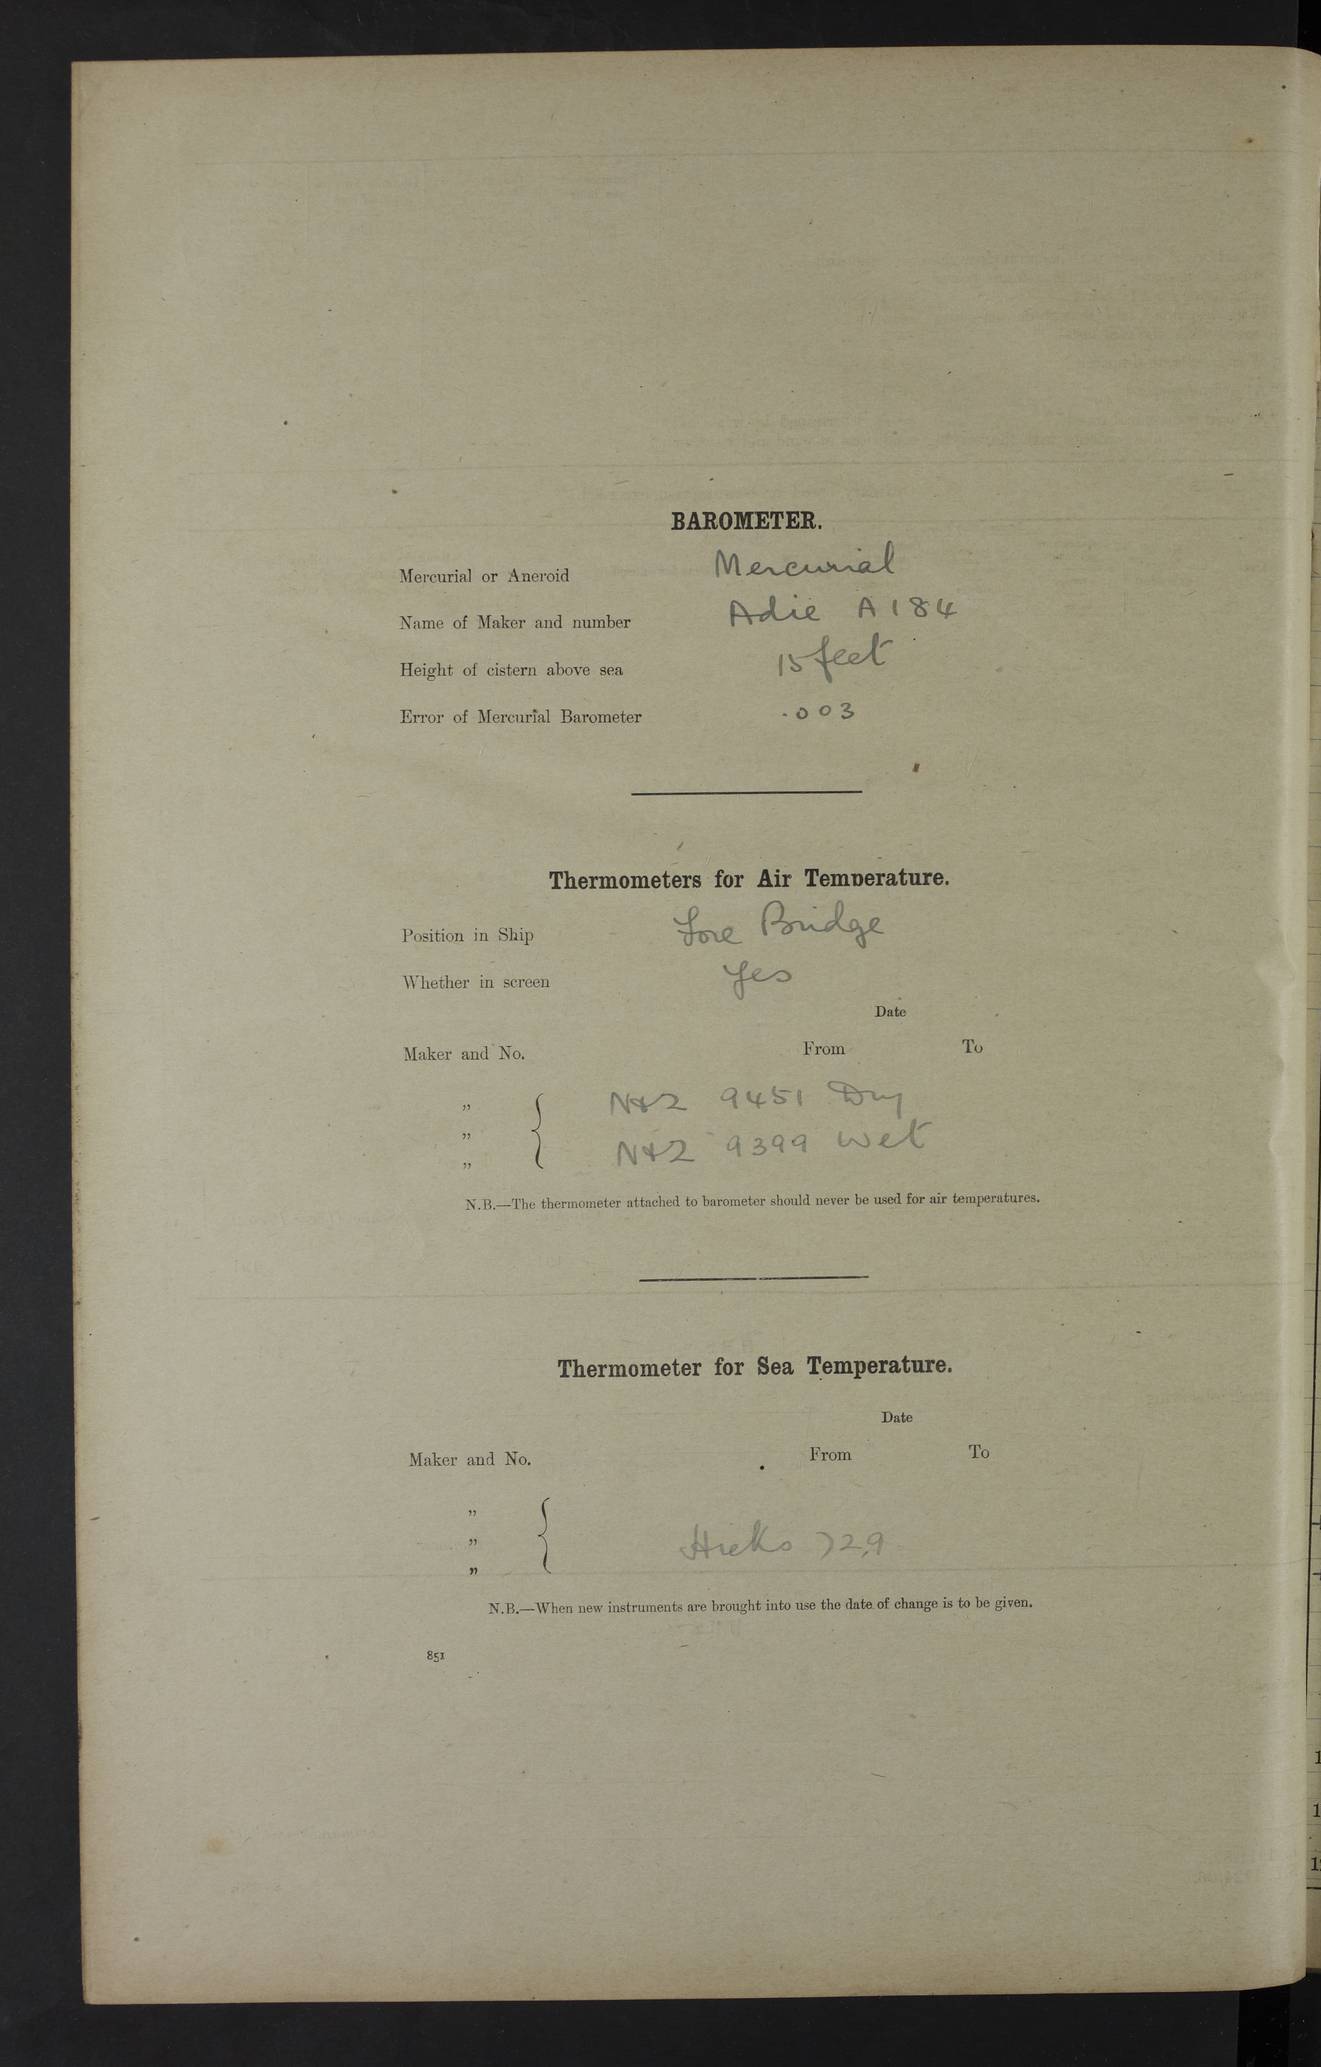 BAROMETER.
Mercurial or Aneroid Mercurial
Name of Maker and number Adie A 184
Height of cistern above sea 15 feet
Error of Mercurial Barometer .003
Thermometers for Air Temperature.
Position in Ship Fore Bridge
Whether in screen Yes
Date
Maker and No. From To
„
N&Z 9451 Dry
„
N&Z 9399 Wet
„
N.B.—The thermometer attached to barometer should never be used for air temperatures.
Thermometer for Sea Temperature.
Date
Maker and No. From To
„
„ Hicks 729
„
N.B.—When new instruments are brought into use the date of change is to be given.
851